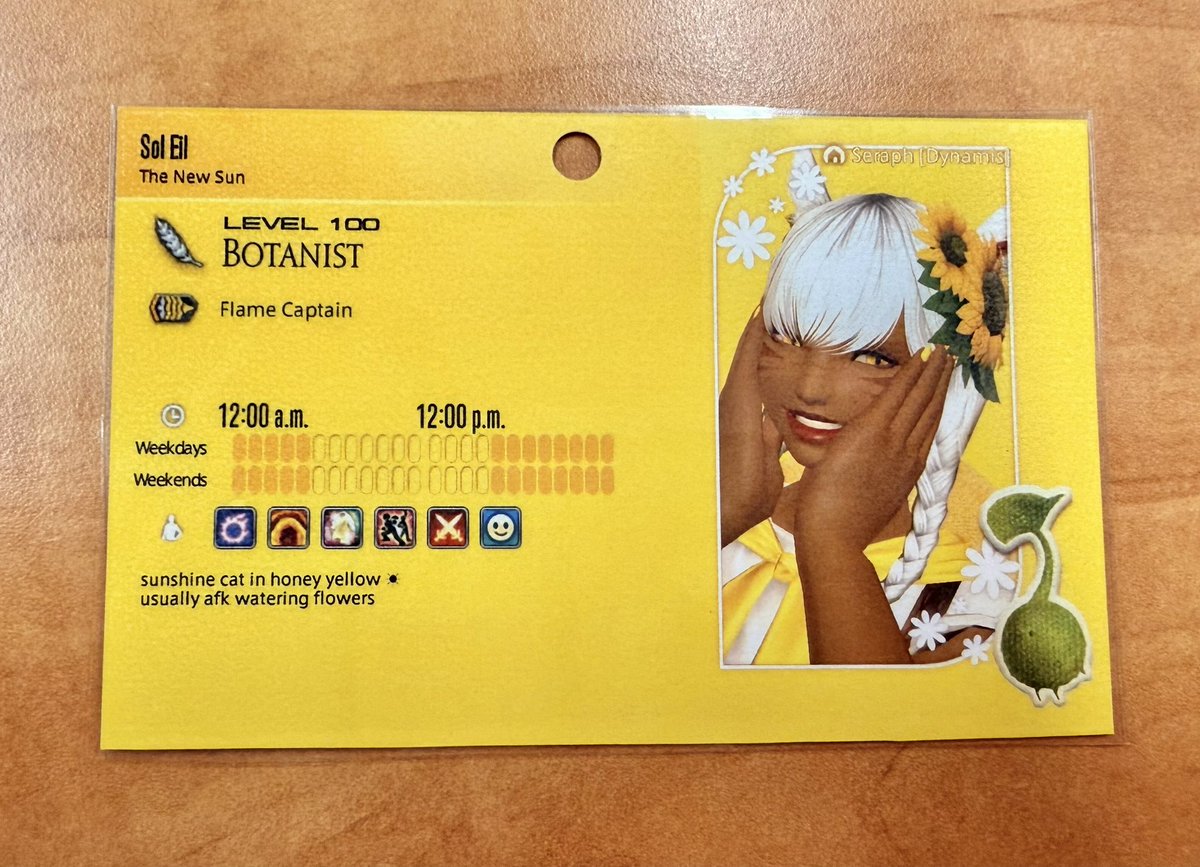 Sol Eil
The New Sun
LEVEL 100
BOTANIST
Flame Captain
Seraph [Dynamis]
12:00 a.m. 12:00 p.m.
Weekdays
Weekends
sunshine cat in honey yellow ☀
usually afk watering flowers